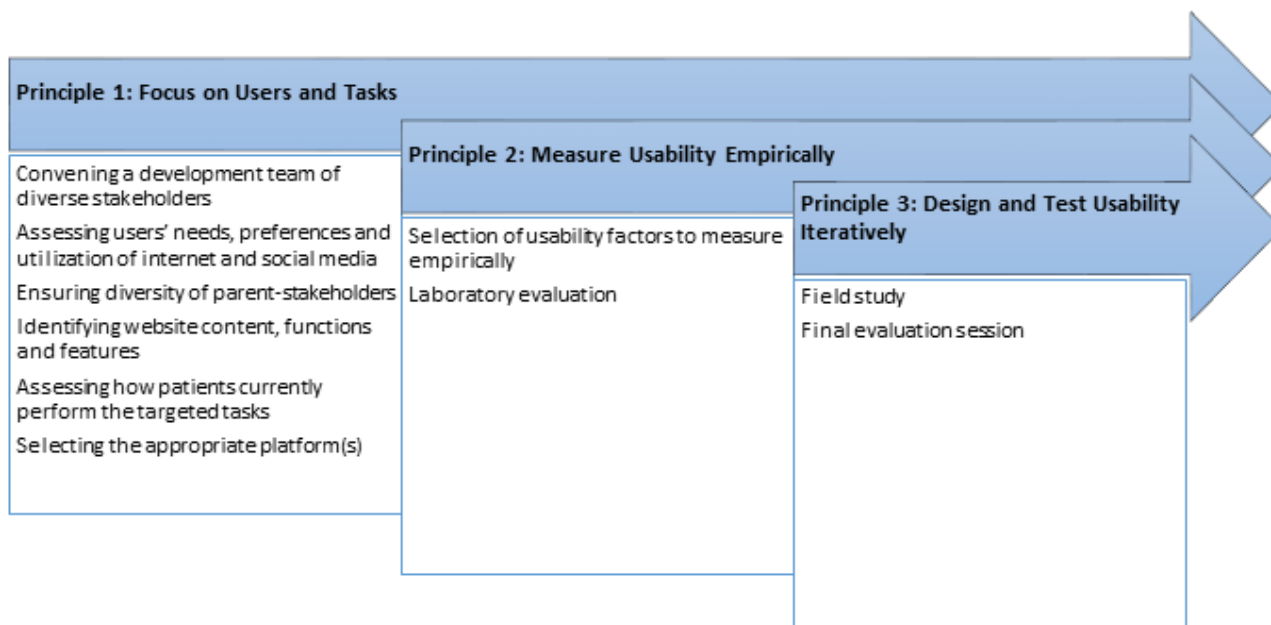 Principle 1: Focus on Users and Tasks
Convening a development team of
diverse stakeholders
Assessing users' needs, preferences and
utilization of internet and social media
Ensuring diversity of parent-stakeholders
Identifying website content, functions
and features
Assessing how patients currently
perform the targeted tasks
Selecting the appropriate platform(s)
Principle 2: Measure Usability Empirically
Selection of usability factors to measure
empirically
Laboratory evaluation
Principle 3: Design and Test Usability
Iteratively
Field study
Final evaluation session